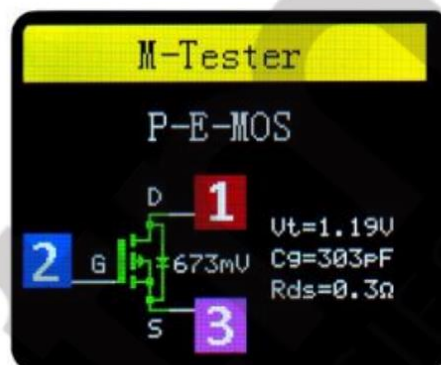 M-Tester
P-E-MOS
D
1
2
G
673mV
S
3
Vt=1.19V
Cg=303pF
Rds=0.3Ω